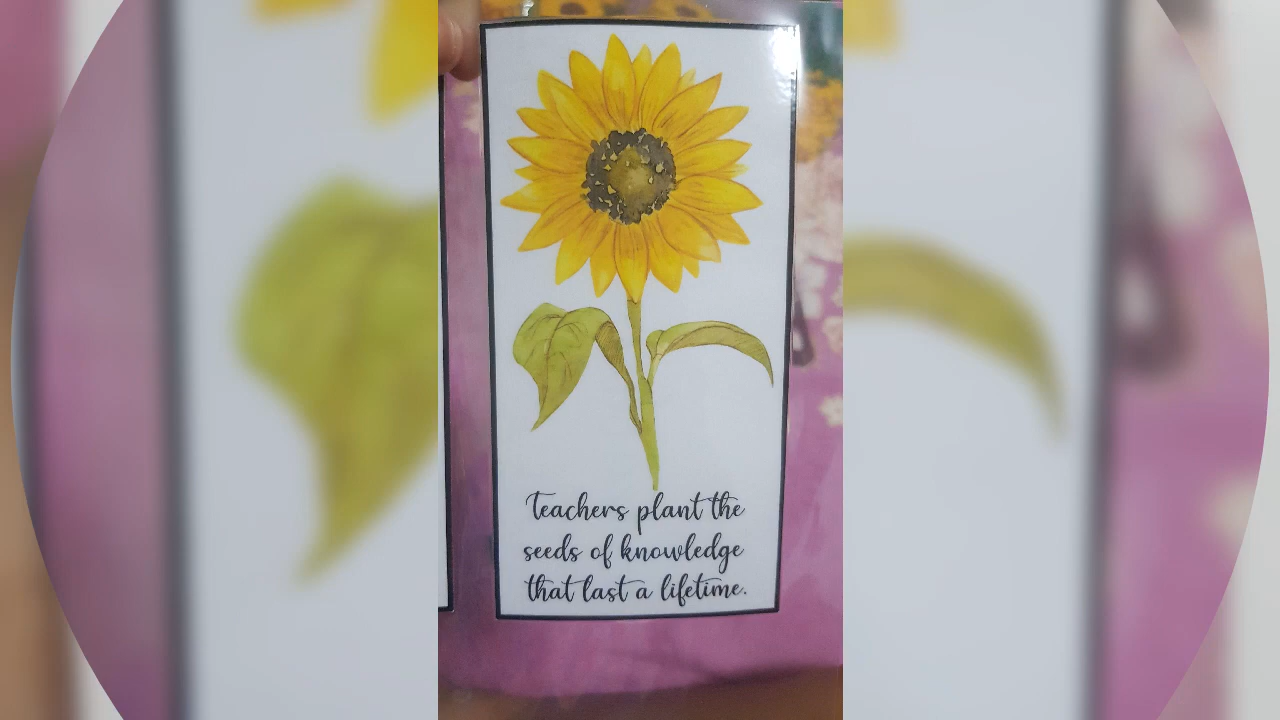 Teachers plant the
seeds of knowledge
that last a lifetime.